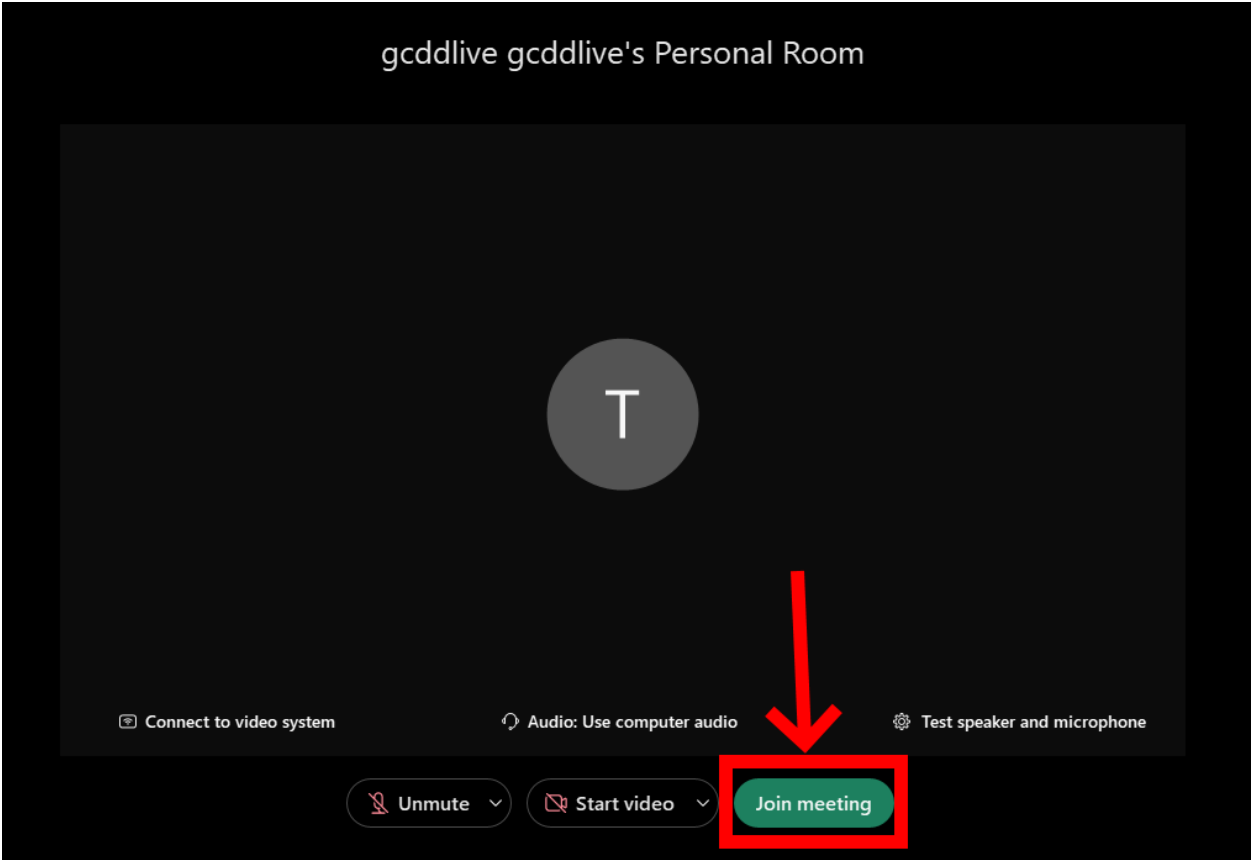 gcddlive gcddlive's Personal Room
T
Connect to video system
Audio: Use computer audio
Test speaker and microphone
Unmute
Start video
Join meeting